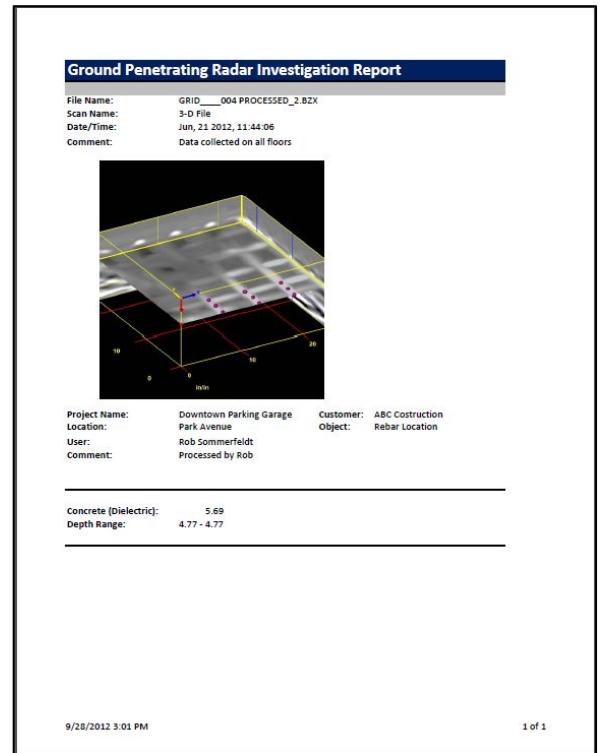 Ground Penetrating Radar Investigation Report
File Name: GRID____004 PROCESSED_2.BZX
Scan Name: 3-D File
Date/Time: Jun, 21 2012, 11:44:06
Comment: Data collected on all floors
10
0
0
10
20
in/in
Project Name: Downtown Parking Garage Customer: ABC Costruction
Location: Park Avenue Object: Rebar Location
User: Rob Sommerfeldt
Comment: Processed by Rob
Concrete (Dielectric): 5.69
Depth Range: 4.77 - 4.77
9/28/2012 3:01 PM 1 of 1